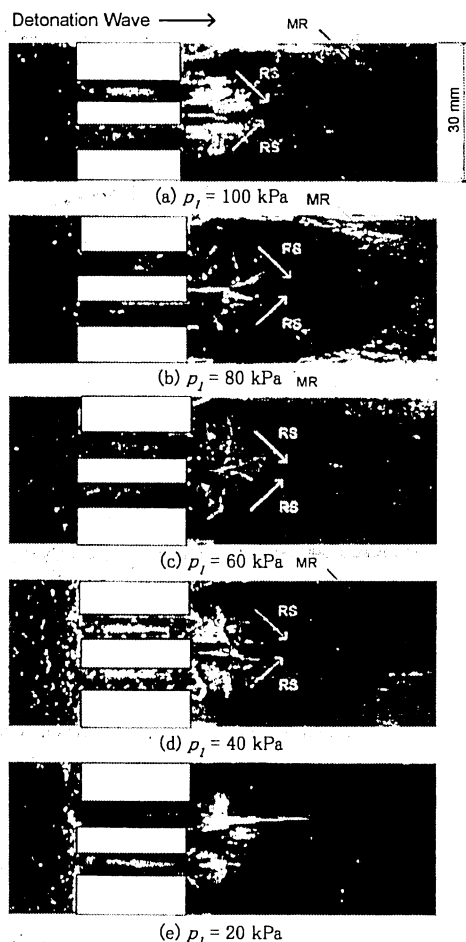 Detonation Wave
MR
RS
RS
30 mm
(a) p1 = 100 kPa MR
RS
RS
(b) p1 = 80 kPa MR
RS
RS
(c) p1 = 60 kPa MR
RS
RS
(d) p1 = 40 kPa
(e) p1 = 20 kPa